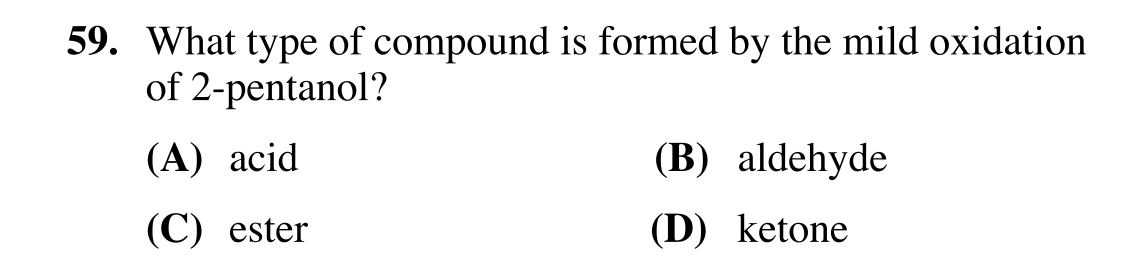 59. What type of compound is formed by the mild oxidation
of 2-pentanol?
(A) acid (B) aldehyde
(C) ester (D) ketone